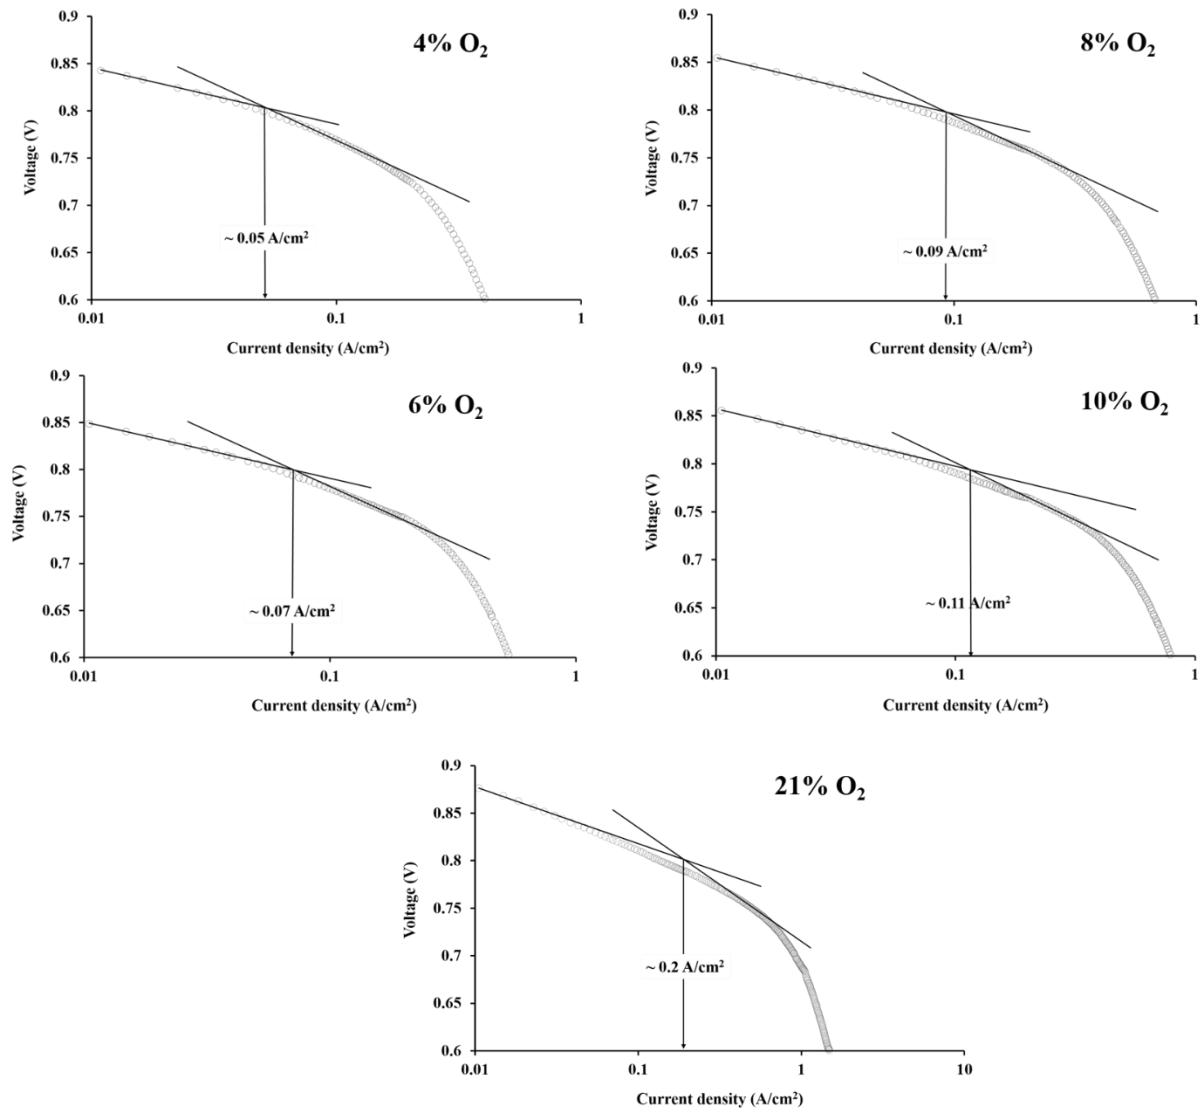 4% O₂
0.9
0.85
0.8
0.75
0.7
0.65
0.6
Voltage (V)
~ 0.05 A/cm²
0.01
0.1
1
Current density (A/cm²)
8% O₂
0.9
0.85
0.8
0.75
0.7
0.65
0.6
Voltage (V)
~ 0.09 A/cm²
0.01
0.1
1
Current density (A/cm²)
6% O₂
0.9
0.85
0.8
0.75
0.7
0.65
0.6
Voltage (V)
~ 0.07 A/cm²
0.01
0.1
1
Current density (A/cm²)
10% O₂
0.9
0.85
0.8
0.75
0.7
0.65
0.6
Voltage (V)
~ 0.11 A/cm²
0.01
0.1
1
Current density (A/cm²)
21% O₂
0.9
0.85
0.8
0.75
0.7
0.65
0.6
Voltage (V)
~ 0.2 A/cm²
0.01
0.1
1
10
Current density (A/cm²)